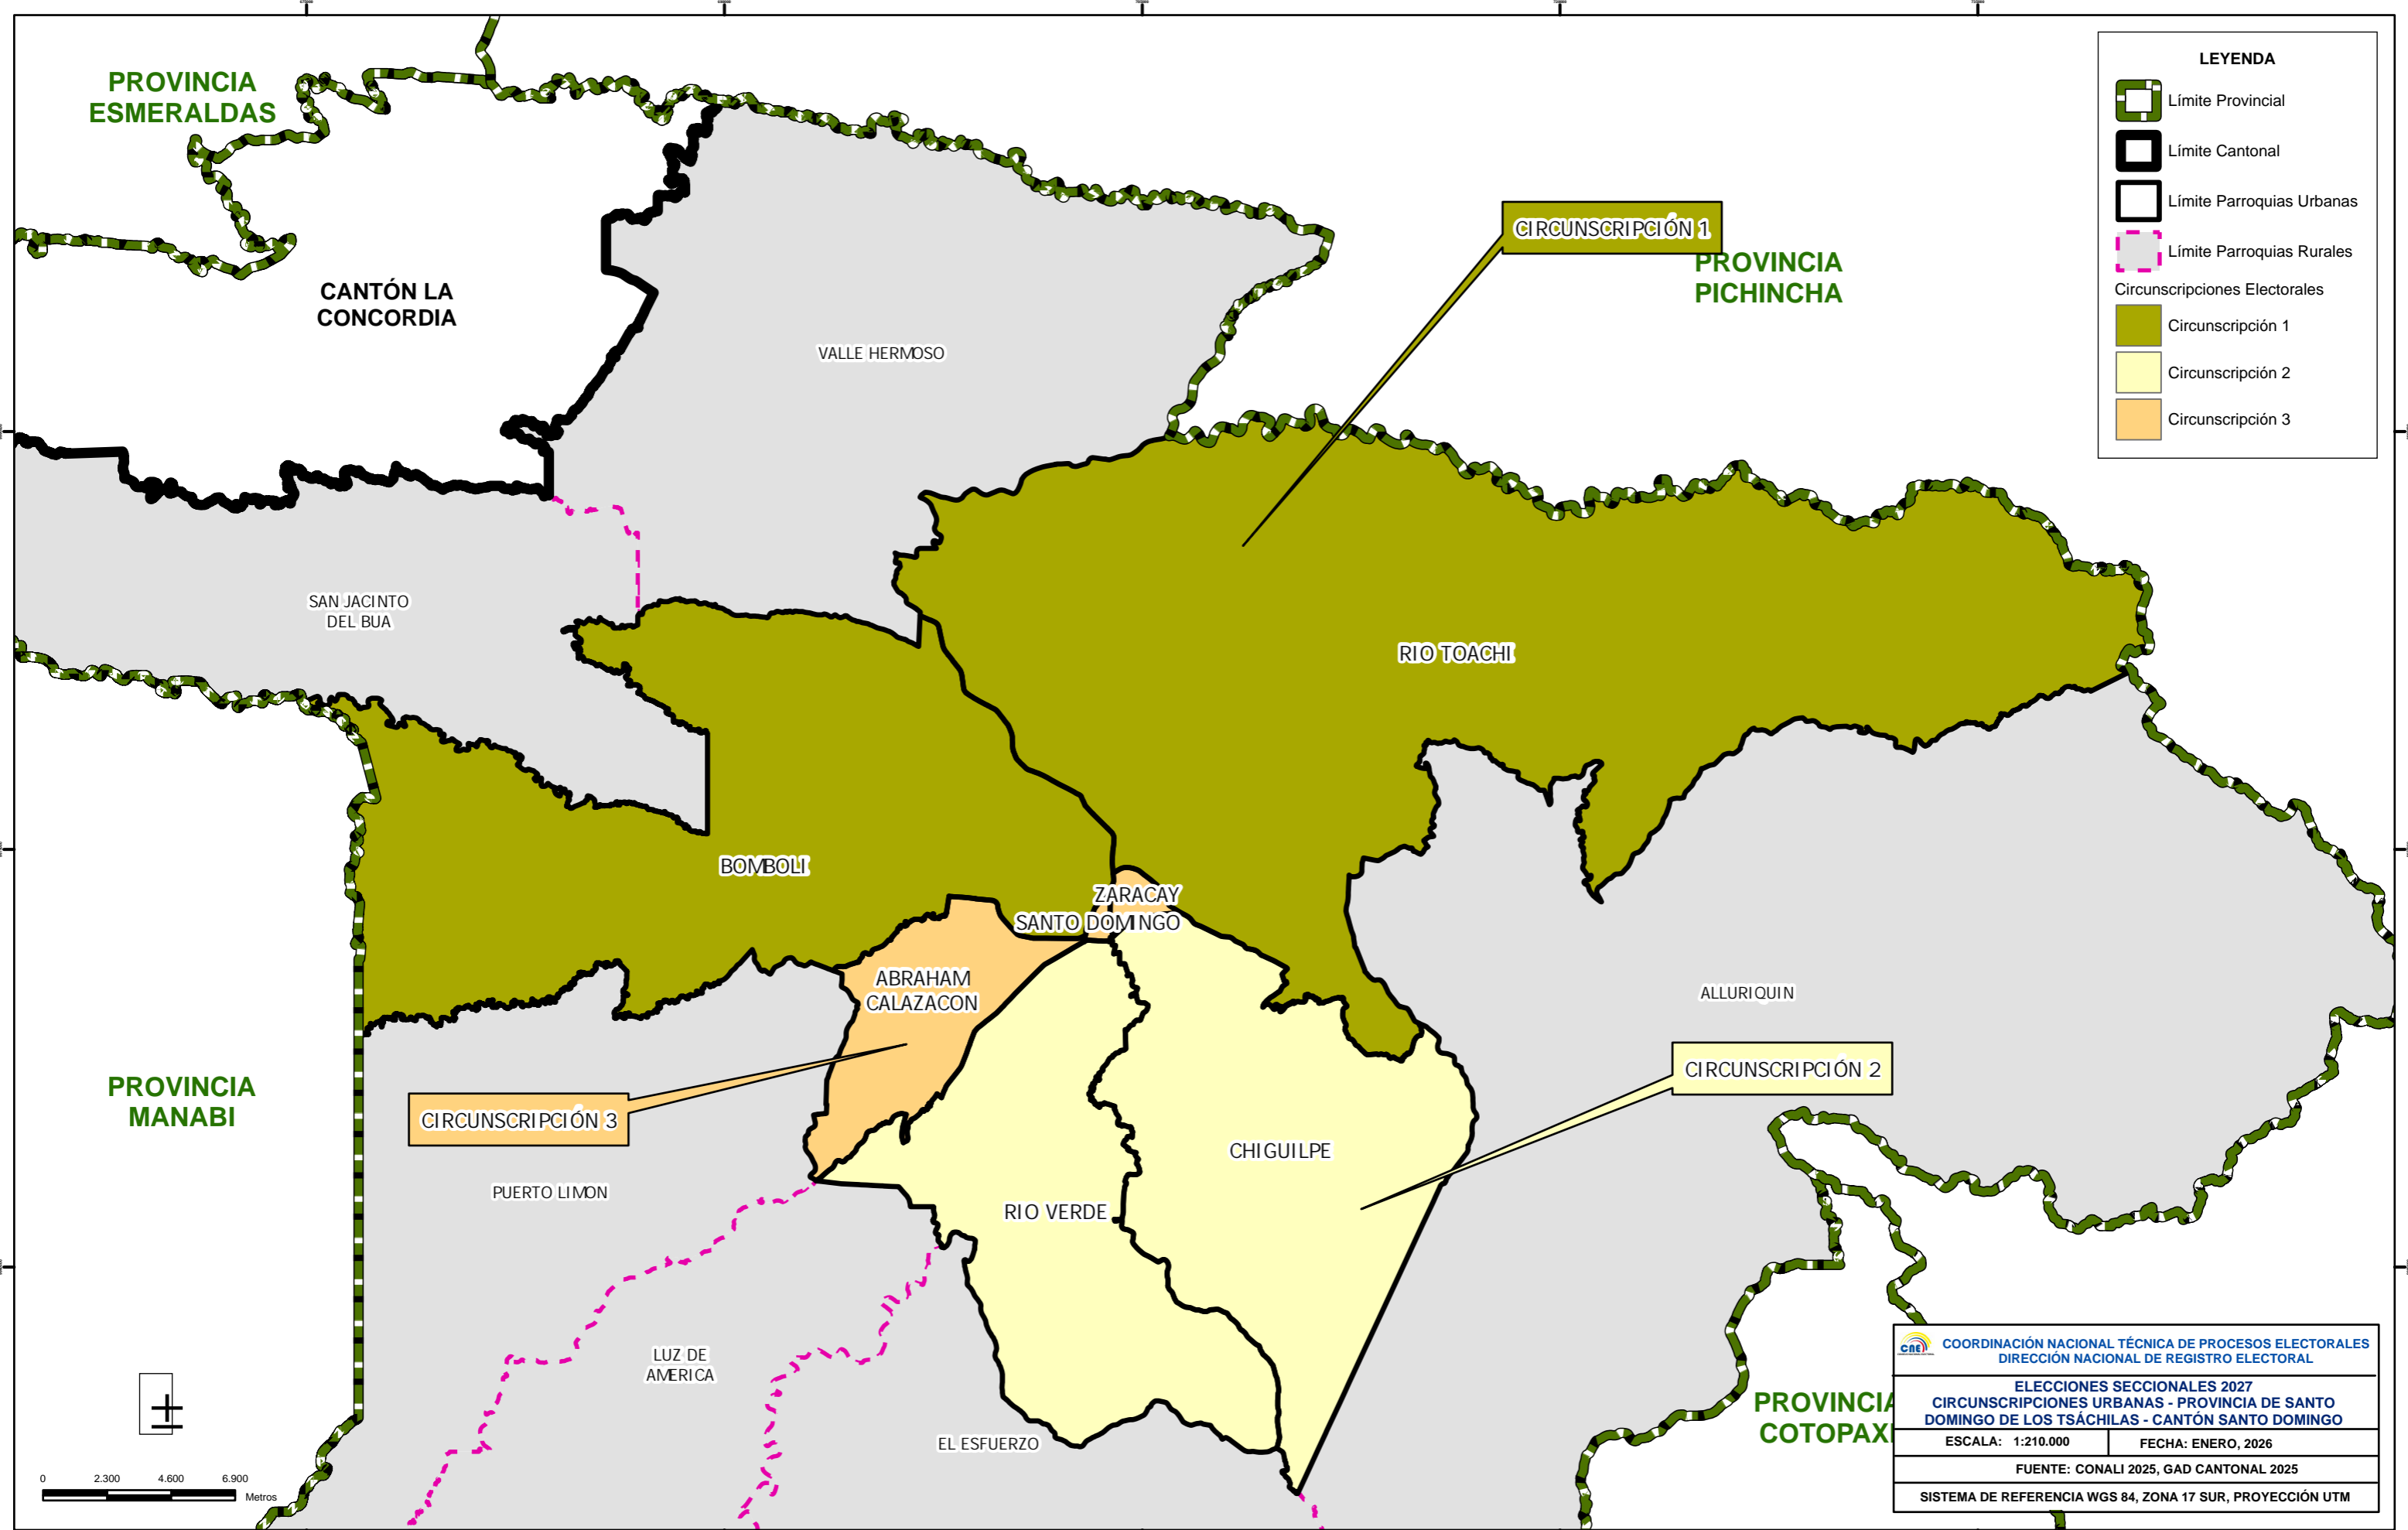 PROVINCIA
ESMERALDAS
CANTÓN LA
CONCORDIA
VALLE HERMOSO
CIRCUNSCRIPCIÓN 1
PROVINCIA
PICHINCHA
LEYENDA
Límite Provincial
Límite Cantonal
Límite Parroquias Urbanas
Límite Parroquias Rurales
Circunscripciones Electorales
Circunscripción 1
Circunscripción 2
Circunscripción 3
SAN JACINTO
DEL BUA
RIO TOACHI
BOMBOLI
ZARACAY
SANTO DOMINGO
ABRAHAM
CALAZACON
ALLURIQUIN
PROVINCIA
MANABI
CIRCUNSCRIPCIÓN 3
CIRCUNSCRIPCIÓN 2
CHIGUILPE
PUERTO LIMON
RIO VERDE
LUZ DE
AMERICA
EL ESFUERZO
PROVINCIA
COTOPAXI
0 2.300 4.600 6.900
Metros
CNE
COORDINACIÓN NACIONAL TÉCNICA DE PROCESOS ELECTORALES
DIRECCIÓN NACIONAL DE REGISTRO ELECTORAL
ELECCIONES SECCIONALES 2027
CIRCUNSCRIPCIONES URBANAS - PROVINCIA DE SANTO
DOMINGO DE LOS TSÁCHILAS - CANTÓN SANTO DOMINGO
ESCALA: 1:210.000
FECHA: ENERO, 2026
FUENTE: CONALI 2025, GAD CANTONAL 2025
SISTEMA DE REFERENCIA WGS 84, ZONA 17 SUR, PROYECCIÓN UTM